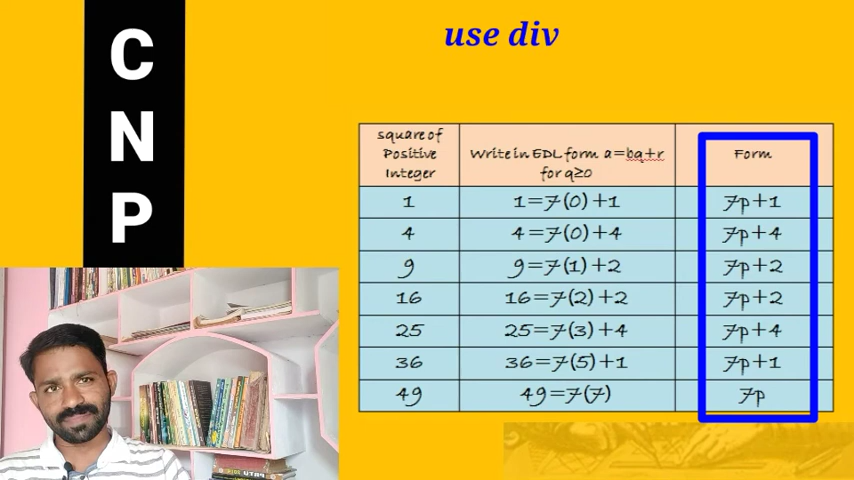 C
N
P
use div
square of Positive Integer
Write in EDL form a=bq+r for q≥0
Form
1 1=7(0)+1 7p+1
4 4=7(0)+4 7p+4
9 9=7(1)+2 7p+2
16 16=7(2)+2 7p+2
25 25=7(3)+4 7p+4
36 36=7(5)+1 7p+1
49 49=7(7) 7p